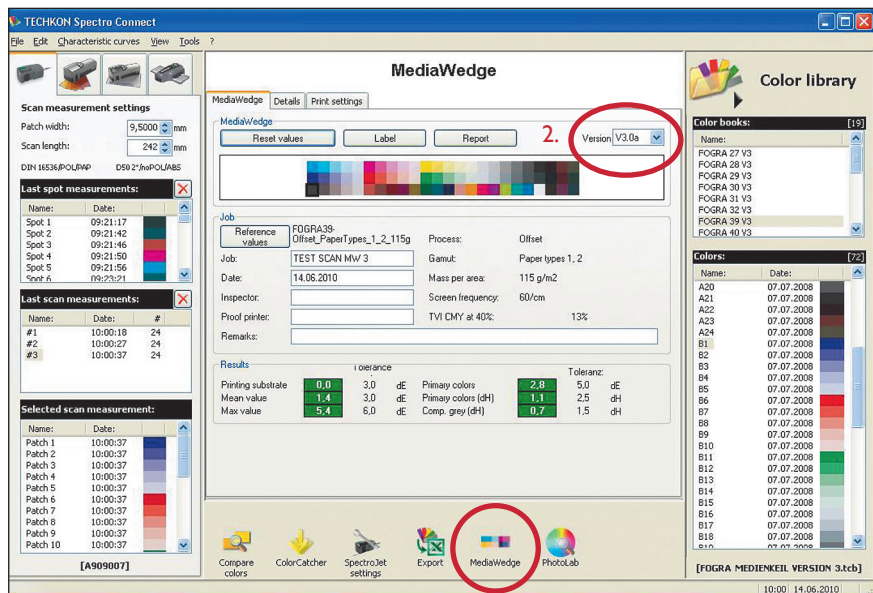 TECHKON Spectro Connect
File Edit Characteristic curves View Tools ?
Scan measurement settings
Patch width: 9,5000 mm
Scan length: 242 mm
DIN 16536/POL/PAP D50 2°/noPOL/ABS
Last spot measurements:
Name: Date:
Spot 1 09:21:17
Spot 2 09:21:42
Spot 3 09:21:46
Spot 4 09:21:50
Spot 5 09:21:56
Spot 6 09:23:21
Last scan measurements:
Name: Date: #
#1 10:00:18 24
#2 10:00:27 24
#3 10:00:37 24
Selected scan measurement:
Name: Date:
Patch 1 10:00:37
Patch 2 10:00:37
Patch 3 10:00:37
Patch 4 10:00:37
Patch 5 10:00:37
Patch 6 10:00:37
Patch 7 10:00:37
Patch 8 10:00:37
Patch 9 10:00:37
Patch 10 10:00:37
[A909007]
MediaWedge
MediaWedge Details Print settings
MediaWedge
Reset values Label Report 2. Version V3.0a
Job
Reference values
FOGRA39-
Offset_PaperTypes_1_2_115g
Process: Offset
Job: TEST SCAN MW 3 Gamut: Paper types 1, 2
Date: 14.06.2010 Mass per area: 115 g/m2
Inspector: Screen frequency: 60/cm
Proof printer: TVI CMY at 40%: 13%
Remarks:
Results Tolerance Toleranz:
Printing substrate 0,0 3,0 dE Primary colors 2,8 5,0 dE
Mean value 1,4 3,0 dE Primary colors (dH) 1,1 2,5 dH
Max value 5,4 6,0 dE Comp. grey (dH) 0,7 1,5 dH
Compare colors
ColorCatcher
SpectroJet settings
Export
MediaWedge
PhotoLab
Color library
Color books: [19]
Name:
FOGRA 27 V3
FOGRA 28 V3
FOGRA 29 V3
FOGRA 30 V3
FOGRA 31 V3
FOGRA 32 V3
FOGRA 39 V3
FOGRA 40 V3
Colors: [72]
Name: Date:
A20 07.07.2008
A21 07.07.2008
A22 07.07.2008
A23 07.07.2008
A24 07.07.2008
B1 07.07.2008
B2 07.07.2008
B3 07.07.2008
B4 07.07.2008
B5 07.07.2008
B6 07.07.2008
B7 07.07.2008
B8 07.07.2008
B9 07.07.2008
B10 07.07.2008
B11 07.07.2008
B12 07.07.2008
B13 07.07.2008
B14 07.07.2008
B15 07.07.2008
B16 07.07.2008
B17 07.07.2008
B18 07.07.2008
B19 07.07.2008
[FOGRA MEDIENKEIL VERSION 3.tcb]
10:00 14.06.2010